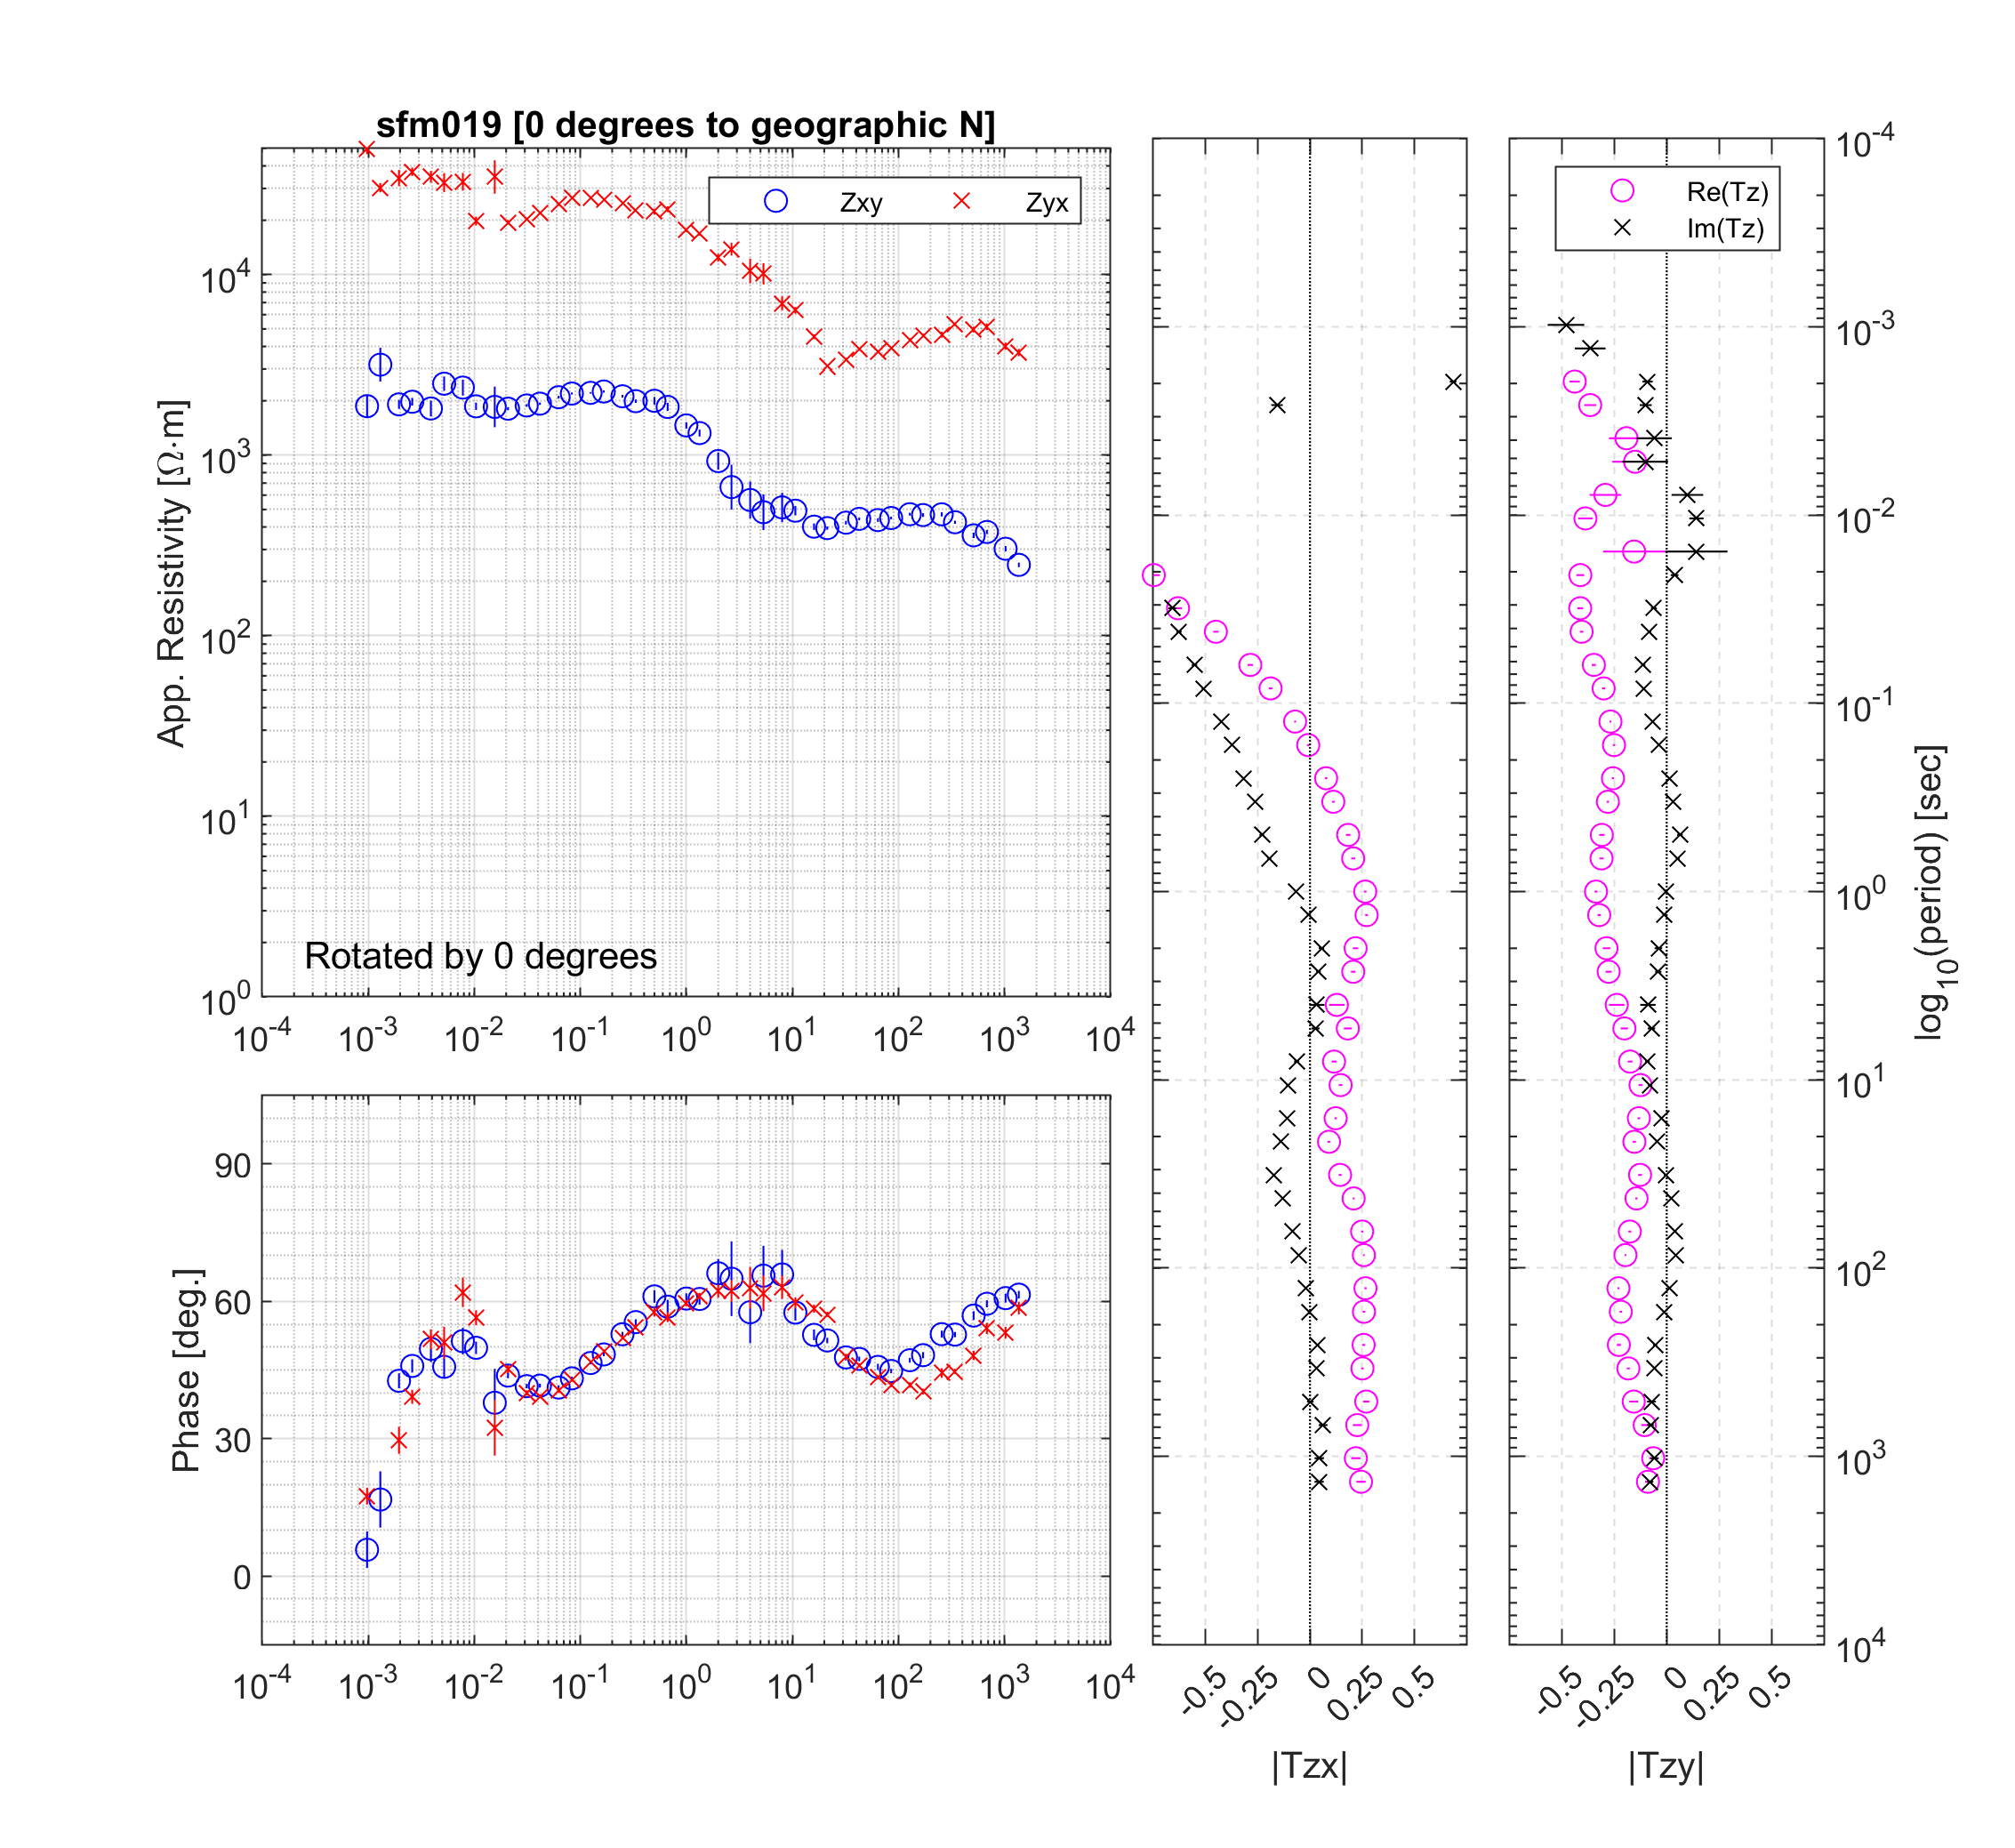 sfm019 [0 degrees to geographic N]
App. Resistivity [Ω·m]
10^4
10^3
10^2
10^1
10^0
Zxy Zyx
Rotated by 0 degrees
10^-4 10^-3 10^-2 10^-1 10^0 10^1 10^2 10^3 10^4
Phase [deg.]
90
60
30
0
10^-4 10^-3 10^-2 10^-1 10^0 10^1 10^2 10^3 10^4
-0.5 -0.25 0 0.25 0.5
|Tzx|
Re(Tz)
Im(Tz)
-0.5 -0.25 0 0.25 0.5
|Tzy|
10^-4
10^-3
10^-2
10^-1
10^0
10^1
10^2
10^3
10^4
log_10(period) [sec]